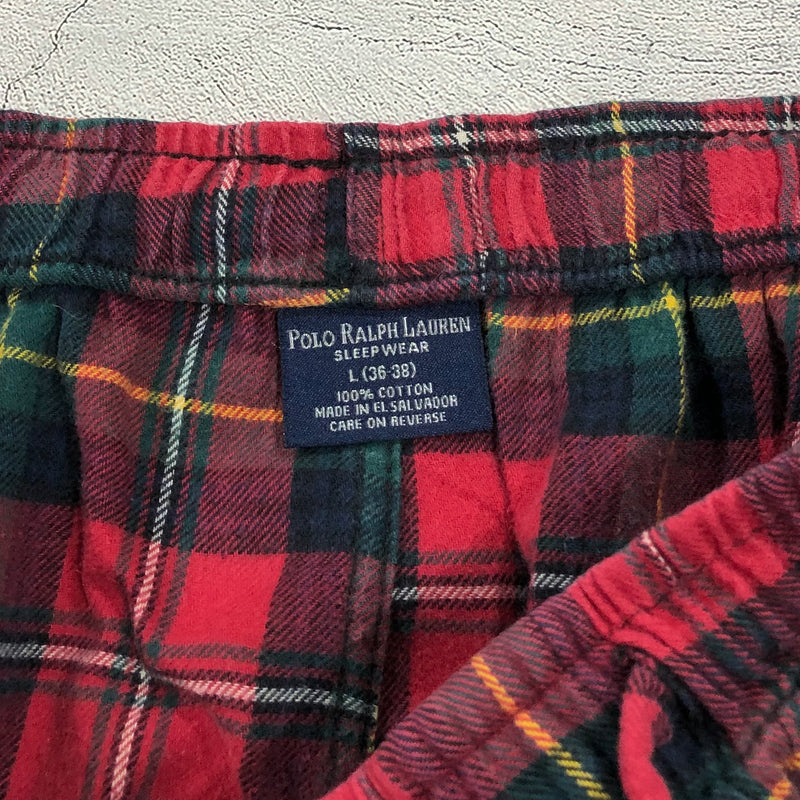 POLO RALPH LAUREN
SLEEPWEAR
L (36-38)
100% COTTON
MADE IN EL SALVADOR
CARE ON REVERSE